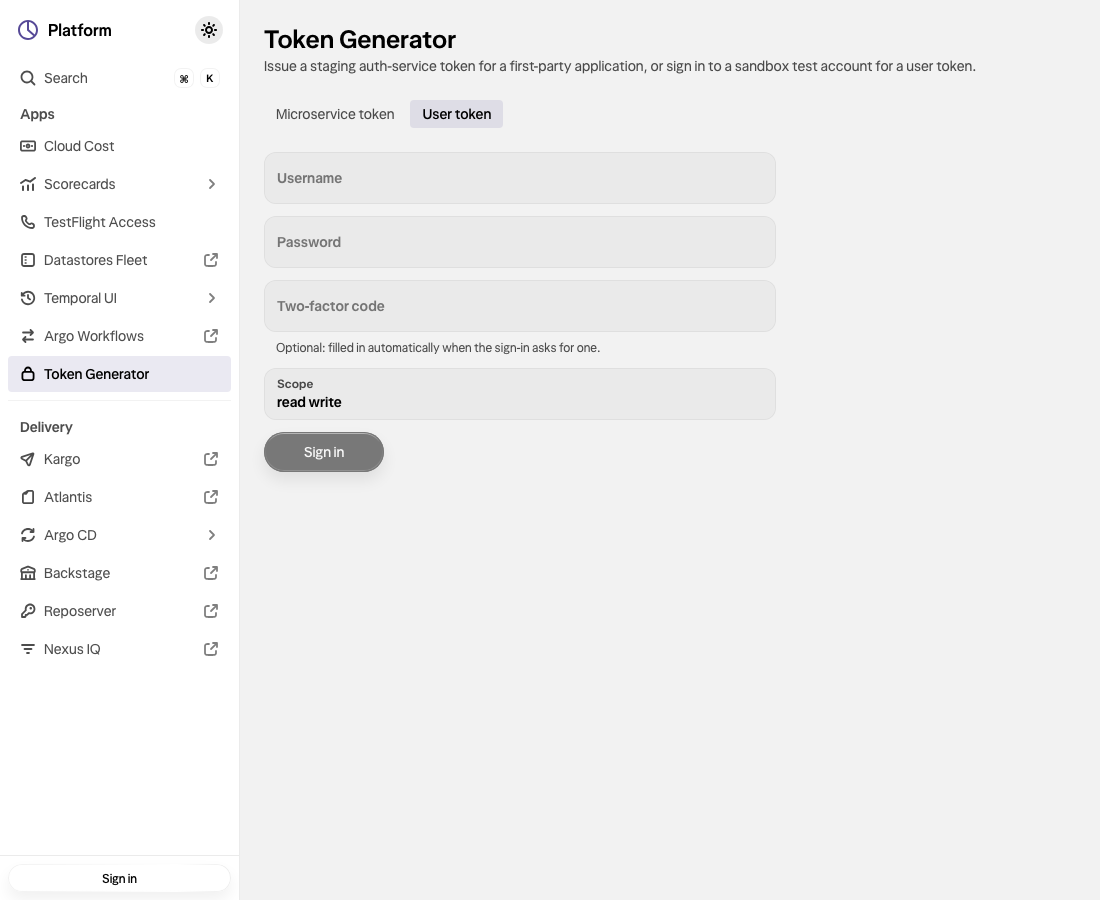 Platform
Search ⌘ K
Apps
Cloud Cost
Scorecards
TestFlight Access
Datastores Fleet
Temporal UI
Argo Workflows
Token Generator
Delivery
Kargo
Atlantis
Argo CD
Backstage
Reposerver
Nexus IQ
Sign in
Token Generator
Issue a staging auth-service token for a first-party application, or sign in to a sandbox test account for a user token.
Microservice token User token
Username
Password
Two-factor code
Optional: filled in automatically when the sign-in asks for one.
Scope
read write
Sign in